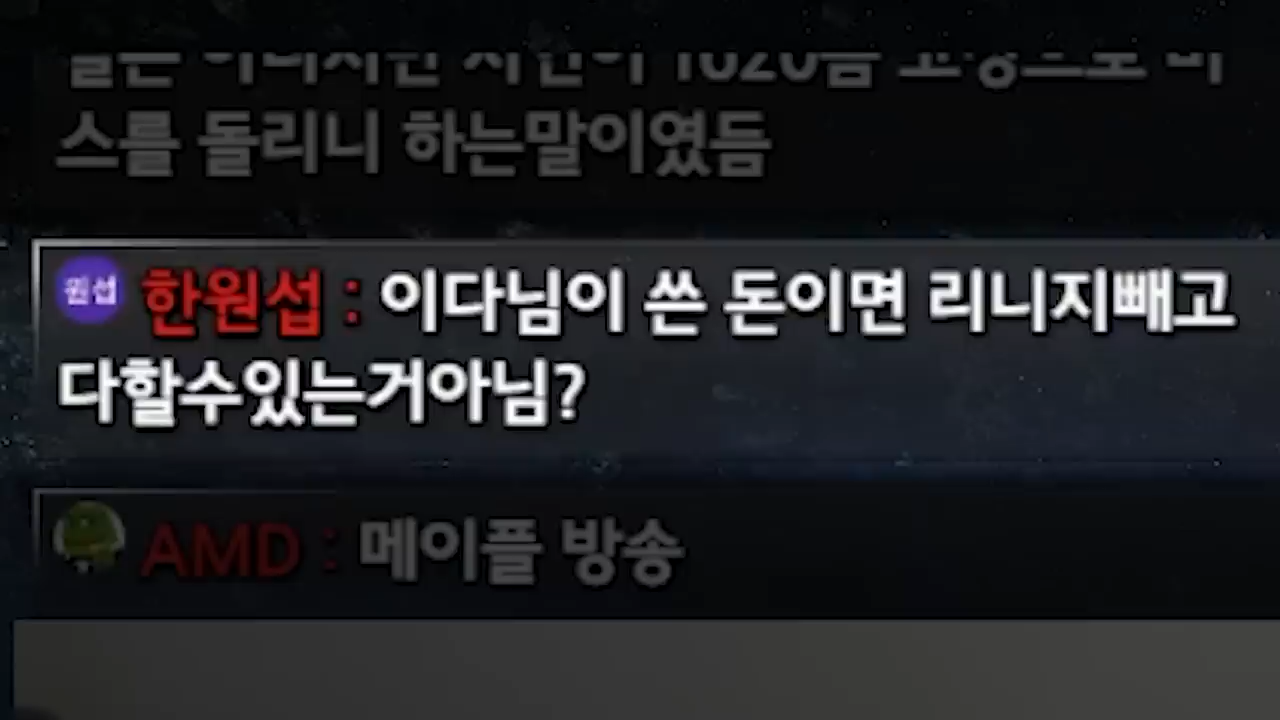 스를 돌리니 하는말이였듬
원섭 한원섭 : 이다님이 쓴 돈이면 리니지빼고
다할수있는거아님?
AMD : 메이플 방송